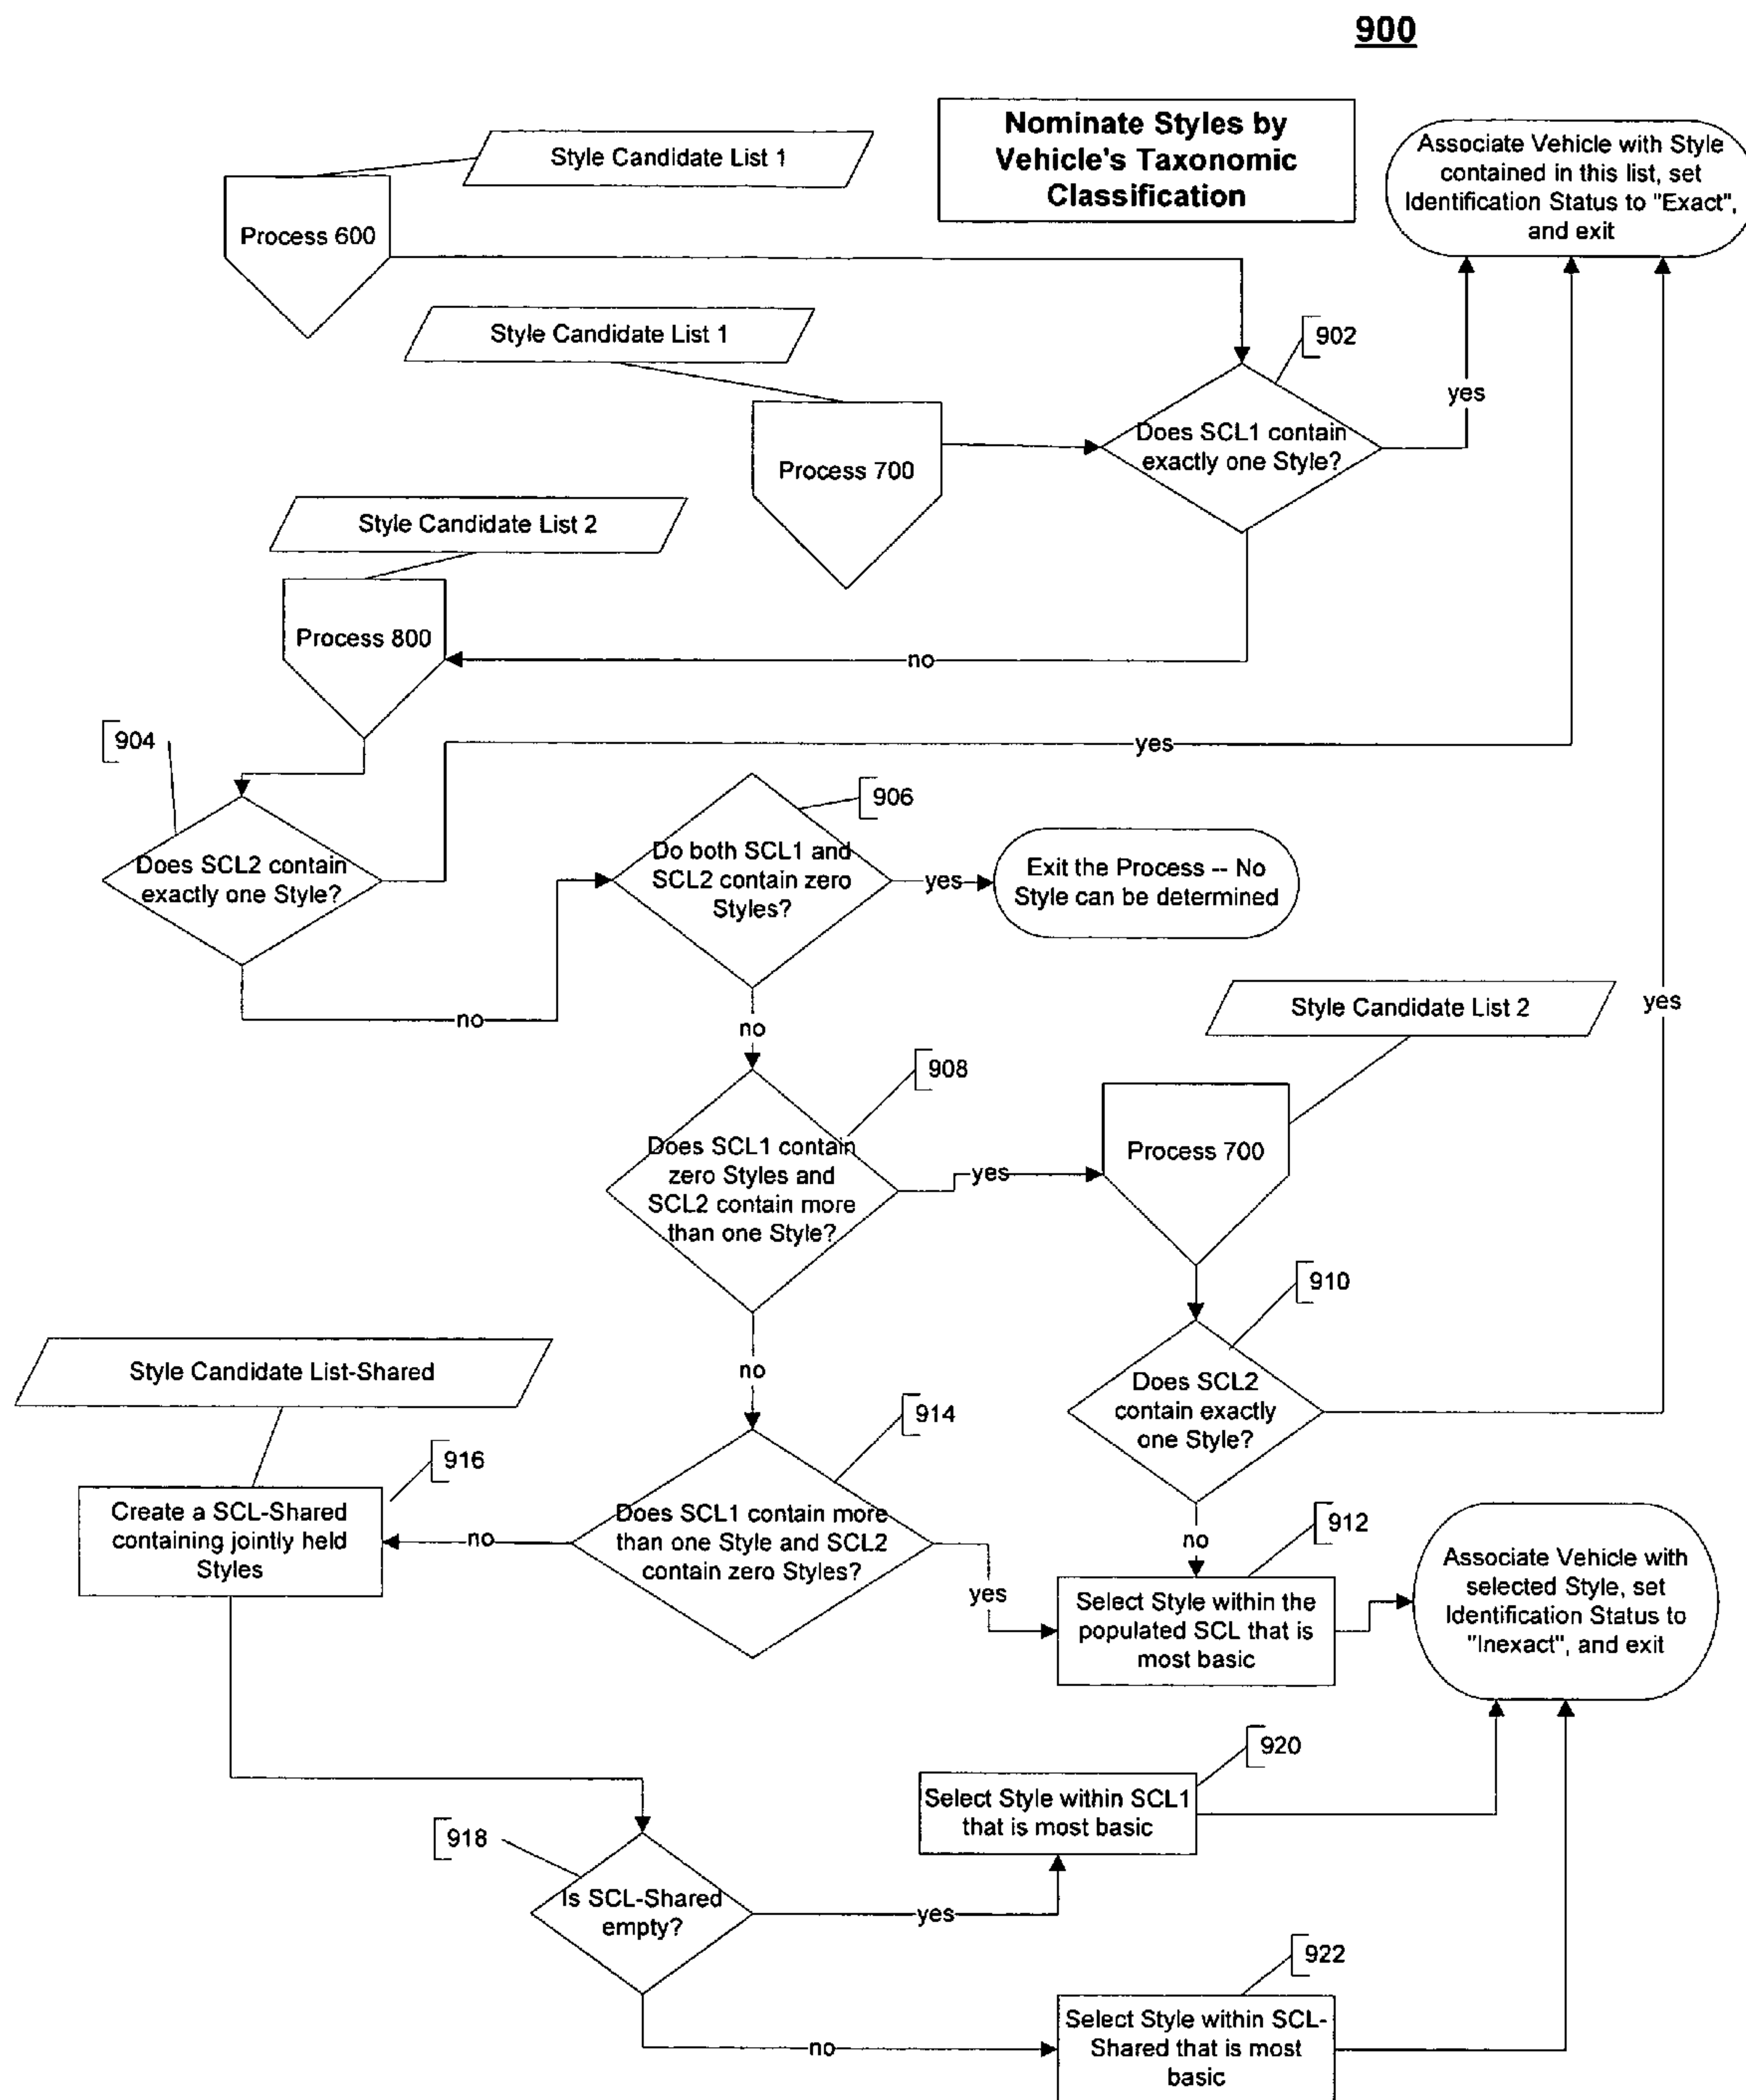 900
Nominate Styles by
Vehicle's Taxonomic
Classification
Associate Vehicle with Style
contained in this list, set
Identification Status to "Exact",
and exit
Style Candidate List 1
Process 600
Style Candidate List 1
902
yes
Does SCL1 contain
exactly one Style?
Process 700
Style Candidate List 2
Process 800
no
904
yes
906
Does SCL2 contain
exactly one Style?
Do both SCL1 and
SCL2 contain zero
Styles?
yes
Exit the Process -- No
Style can be determined
no
no
Style Candidate List 2
yes
908
Does SCL1 contain
zero Styles and
SCL2 contain more
than one Style?
yes
Process 700
910
no
Style Candidate List-Shared
Does SCL2
contain exactly
one Style?
914
916
Create a SCL-Shared
containing jointly held
Styles
no
Does SCL1 contain more
than one Style and SCL2
contain zero Styles?
yes
no
912
Select Style within the
populated SCL that is
most basic
Associate Vehicle with
selected Style, set
Identification Status to
"Inexact", and exit
920
Select Style within SCL1
that is most basic
918
Is SCL-Shared
empty?
yes
922
no
Select Style within SCL-
Shared that is most
basic